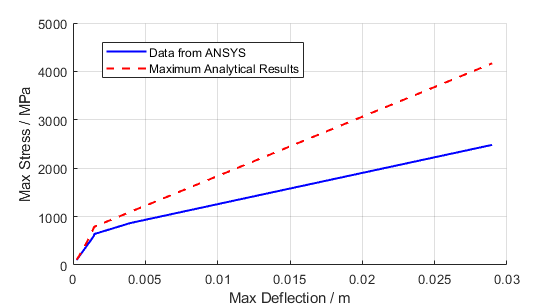 5000
4000
3000
2000
1000
0
Max Stress / MPa
Data from ANSYS
Maximum Analytical Results
0 0.005 0.01 0.015 0.02 0.025 0.03
Max Deflection / m